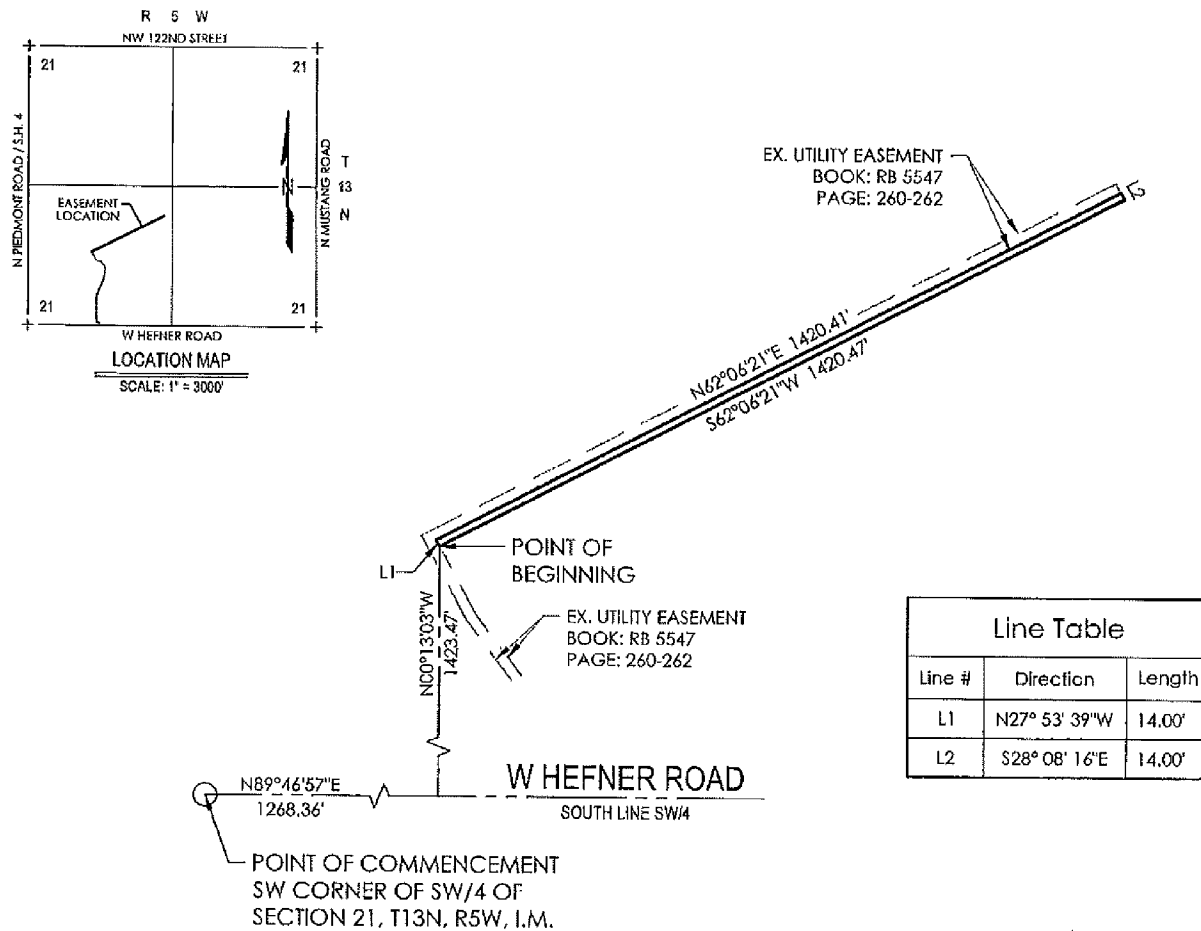 R 5 W
NW 122ND STREET
21
21
N PIEDMONT ROAD / S.H. 4
N MUSTANG ROAD
T
13
N
N
EASEMENT
LOCATION
21
21
W HEFNER ROAD
LOCATION MAP
SCALE: 1" = 3000'
EX. UTILITY EASEMENT
BOOK: RB 5547
PAGE: 260-262
L2
N62°06'21"E 1420.41'
S62°06'21"W 1420.47'
L1
POINT OF
BEGINNING
N00°13'03"W
1423.47'
EX. UTILITY EASEMENT
BOOK: RB 5547
PAGE: 260-262
Line Table
Line # Direction Length
L1 N27° 53' 39"W 14.00'
L2 S28° 08' 16"E 14.00'
N89°46'57"E
1268.36'
W HEFNER ROAD
SOUTH LINE SW/4
POINT OF COMMENCEMENT
SW CORNER OF SW/4 OF
SECTION 21, T13N, R5W, I.M.